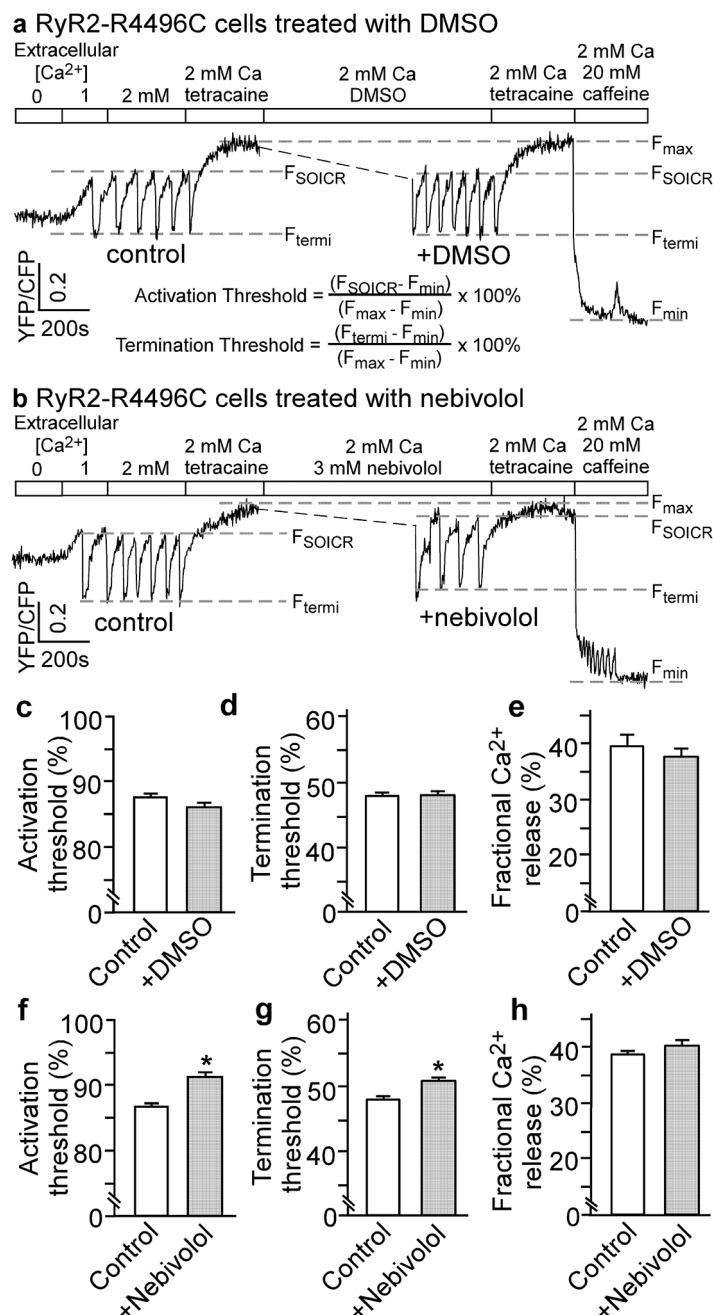 a RyR2-R4496C cells treated with DMSO
Extracellular
[Ca2+]
0 1 2 mM
2 mM Ca
tetracaine
2 mM Ca
DMSO
2 mM Ca
tetracaine
2 mM Ca
20 mM
caffeine
Fmax
FSOICR
FSOICR
Ftermi
Ftermi
control
+DMSO
YFP/CFP
0.2
200s
Activation Threshold = (FSOICR- Fmin) / (Fmax - Fmin) x 100%
Termination Threshold = (Ftermi - Fmin) / (Fmax - Fmin) x 100%
Fmin
b RyR2-R4496C cells treated with nebivolol
Extracellular
[Ca2+]
0 1 2 mM
2 mM Ca
tetracaine
2 mM Ca
3 mM nebivolol
2 mM Ca
tetracaine
2 mM Ca
20 mM
caffeine
Fmax
FSOICR
FSOICR
Ftermi
Ftermi
control
+nebivolol
YFP/CFP
0.2
200s
Fmin
c
Activation
threshold (%)
100
90
80
0
Control
+DMSO
d
Termination
threshold (%)
60
50
40
0
Control
+DMSO
e
Fractional Ca2+
release (%)
40
30
20
0
Control
+DMSO
f
Activation
threshold (%)
100
90
80
0
*
Control
+Nebivolol
g
Termination
threshold (%)
60
50
40
0
*
Control
+Nebivolol
h
Fractional Ca2+
release (%)
40
30
20
0
Control
+Nebivolol